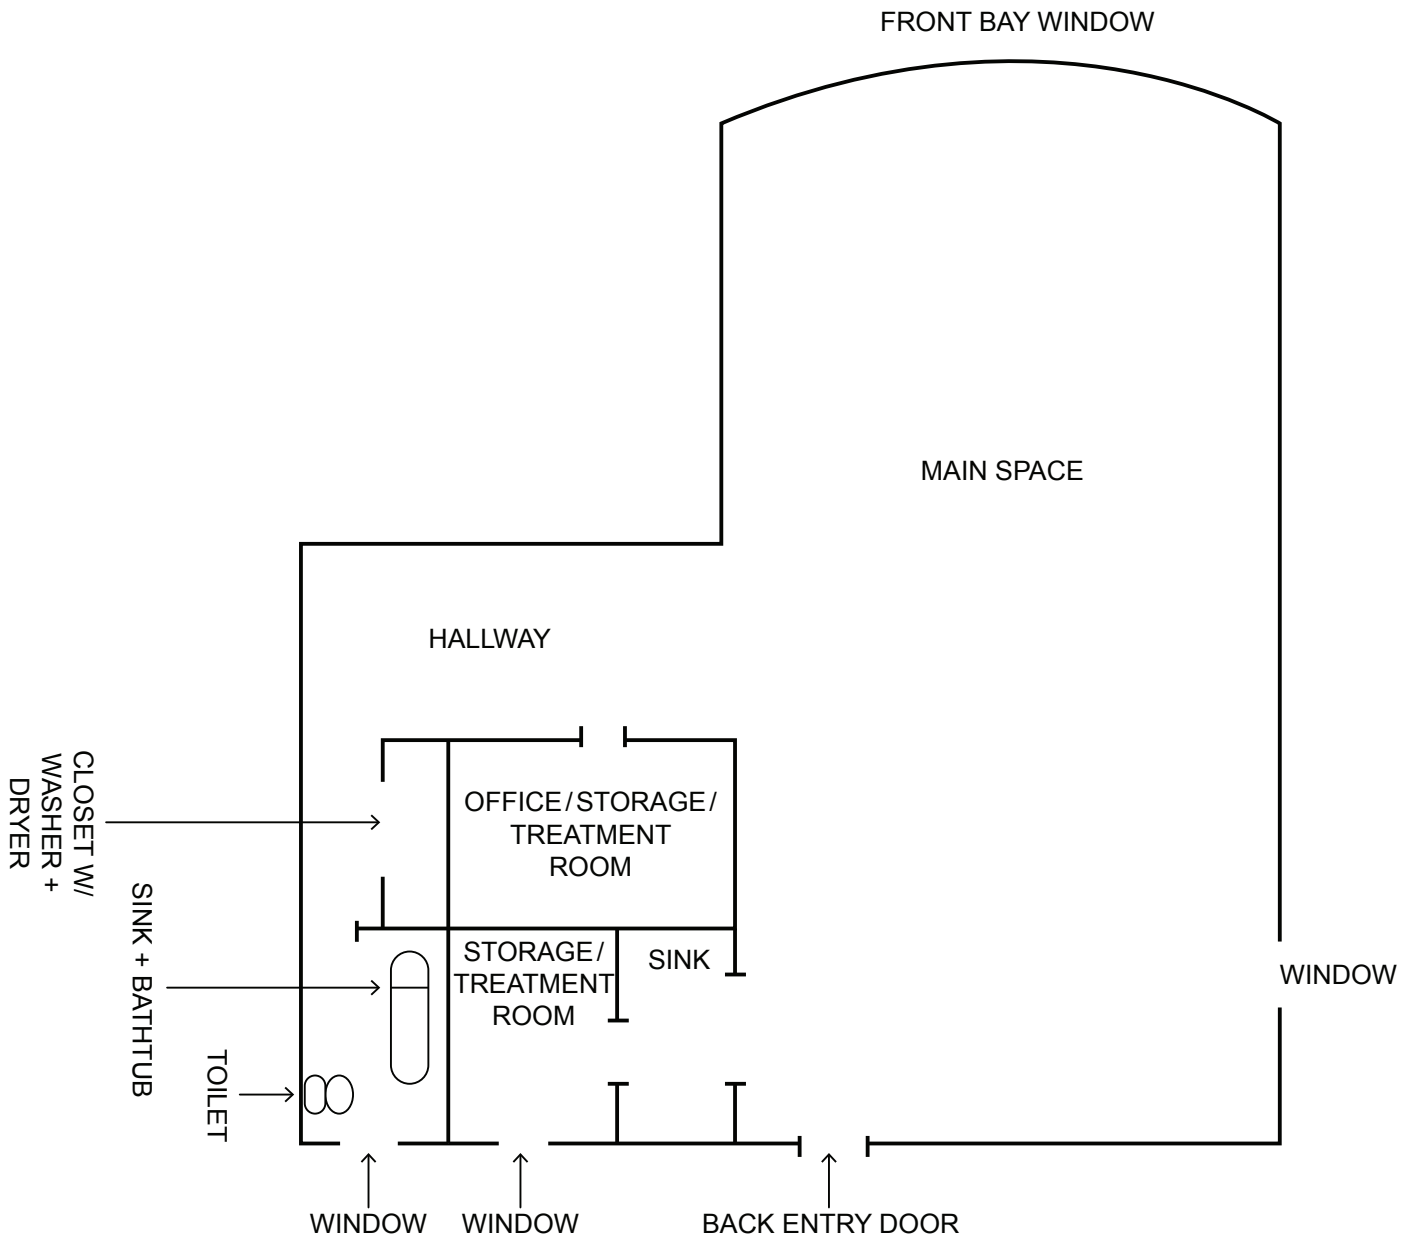 FRONT BAY WINDOW
MAIN SPACE
HALLWAY
CLOSET W/
WASHER +
DRYER
OFFICE/STORAGE/
TREATMENT
ROOM
SINK + BATHTUB
STORAGE/
TREATMENT
ROOM
SINK
WINDOW
TOILET
WINDOW
WINDOW
BACK ENTRY DOOR